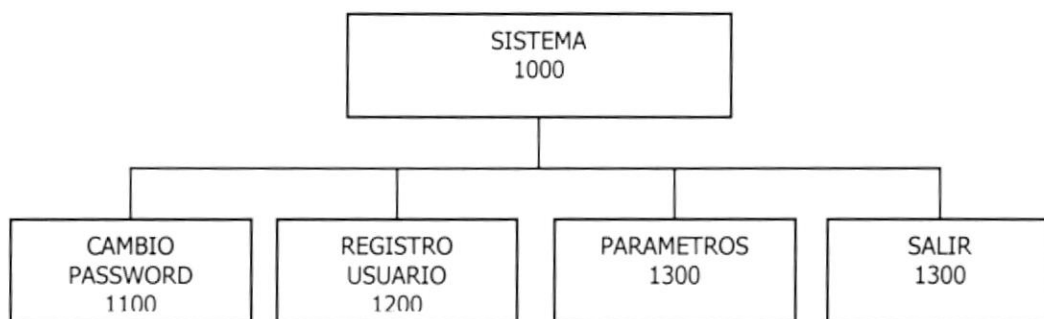 SISTEMA
1000
CAMBIO
PASSWORD
1100
REGISTRO
USUARIO
1200
PARAMETROS
1300
SALIR
1300